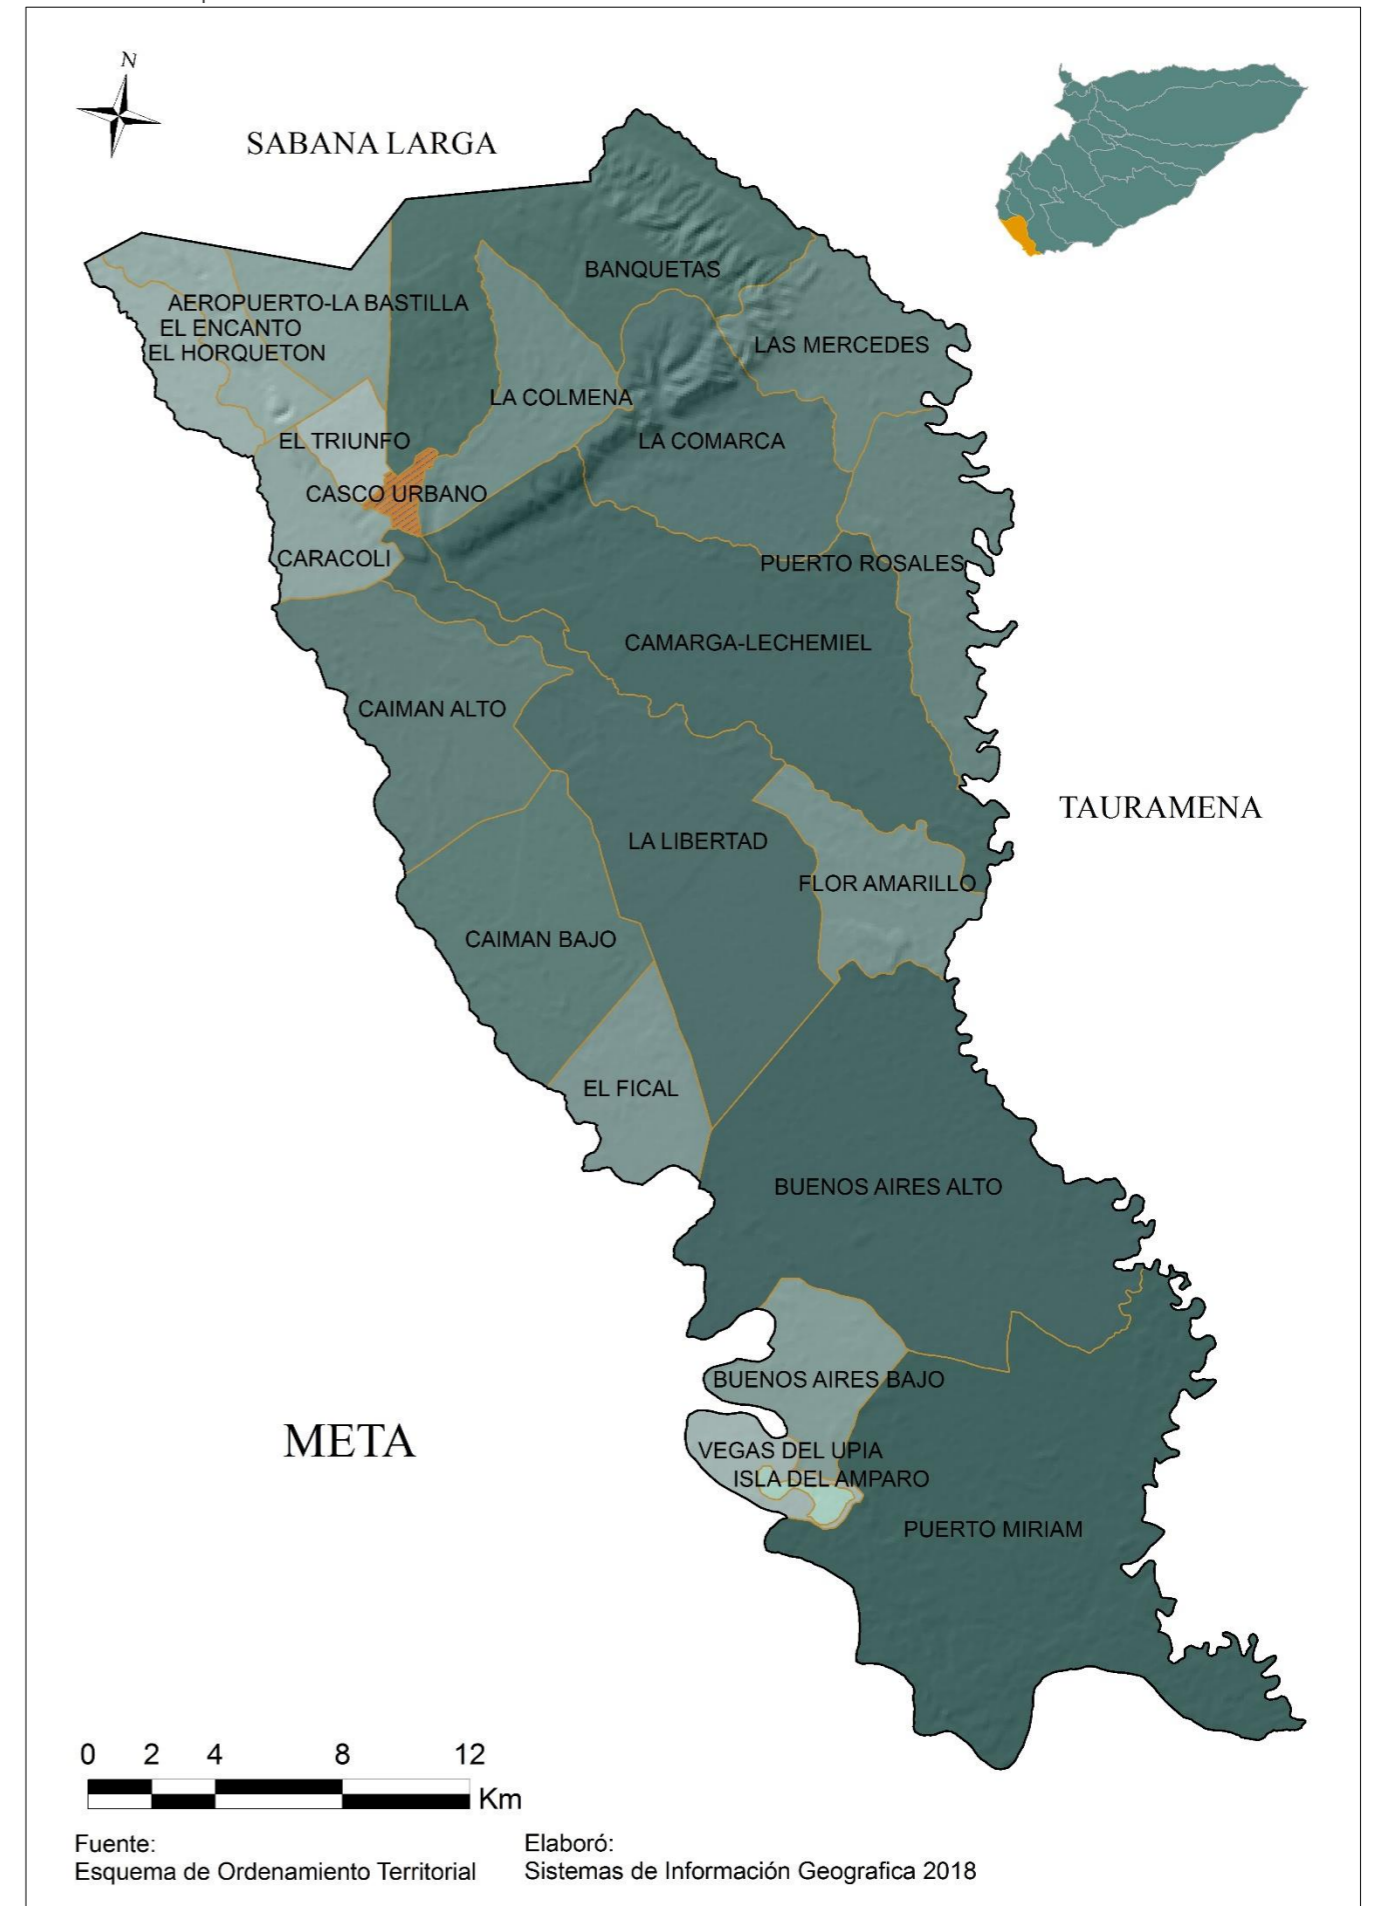 N
SABANA LARGA
BANQUETAS
AEROPUERTO-LA BASTILLA
EL ENCANTO
EL HORQUETON
LAS MERCEDES
LA COLMENA
EL TRIUNFO
LA COMARCA
CASCO URBANO
CARACOLI
PUERTO ROSALES
CAMARGA-LECHEMIEL
CAIMAN ALTO
TAURAMENA
LA LIBERTAD
FLOR AMARILLO
CAIMAN BAJO
EL FICAL
BUENOS AIRES ALTO
BUENOS AIRES BAJO
META
VEGAS DEL UPIA
ISLA DEL AMPARO
PUERTO MIRIAM
0 2 4 8 12
Km
Fuente:
Esquema de Ordenamiento Territorial
Elaboró:
Sistemas de Información Geografica 2018